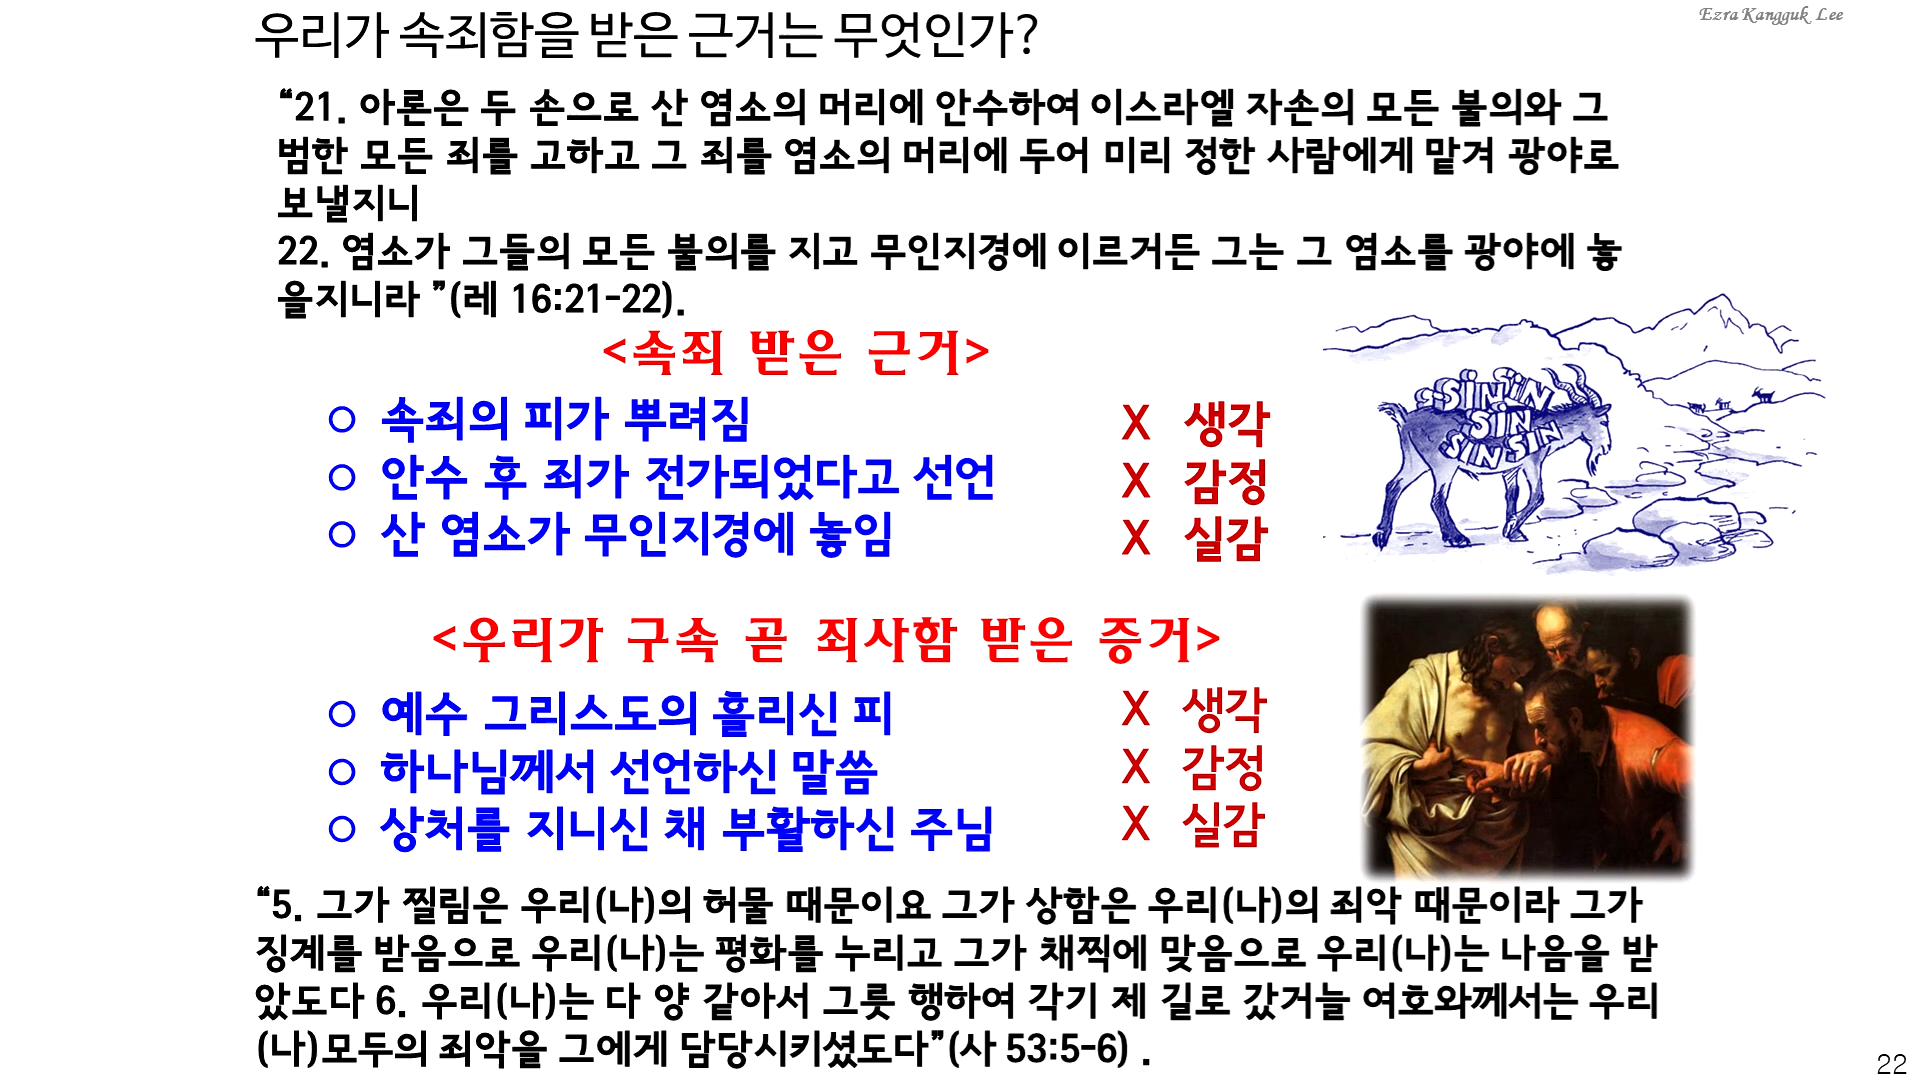 Ezra Kangguk Lee
우리가 속죄함을 받은 근거는 무엇인가?
“21. 아론은 두 손으로 산 염소의 머리에 안수하여 이스라엘 자손의 모든 불의와 그
범한 모든 죄를 고하고 그 죄를 염소의 머리에 두어 미리 정한 사람에게 맡겨 광야로
보낼지니
22. 염소가 그들의 모든 불의를 지고 무인지경에 이르거든 그는 그 염소를 광야에 놓
을지니라 ”(레 16:21-22).
<속죄 받은 근거>
○ 속죄의 피가 뿌려짐 X 생각
○ 안수 후 죄가 전가되었다고 선언 X 감정
○ 산 염소가 무인지경에 놓임 X 실감
SIN SIN
SIN
SIN SIN
<우리가 구속 곧 죄사함 받은 증거>
○ 예수 그리스도의 흘리신 피 X 생각
○ 하나님께서 선언하신 말씀 X 감정
○ 상처를 지니신 채 부활하신 주님 X 실감
“5. 그가 찔림은 우리(나)의 허물 때문이요 그가 상함은 우리(나)의 죄악 때문이라 그가
징계를 받음으로 우리(나)는 평화를 누리고 그가 채찍에 맞음으로 우리(나)는 나음을 받
았도다 6. 우리(나)는 다 양 같아서 그릇 행하여 각기 제 길로 갔거늘 여호와께서는 우리
(나)모두의 죄악을 그에게 담당시키셨도다”(사 53:5-6) .
22